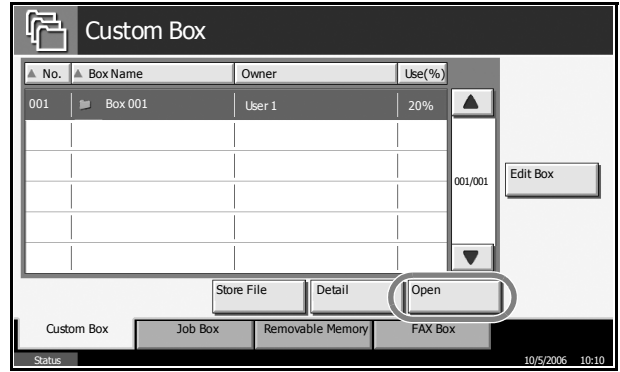 Custom Box
No. Box Name Owner Use(%)
001 Box 001 User 1 20%
001/001
Edit Box
Store File Detail Open
Custom Box Job Box Removable Memory FAX Box
Status 10/5/2006 10:10